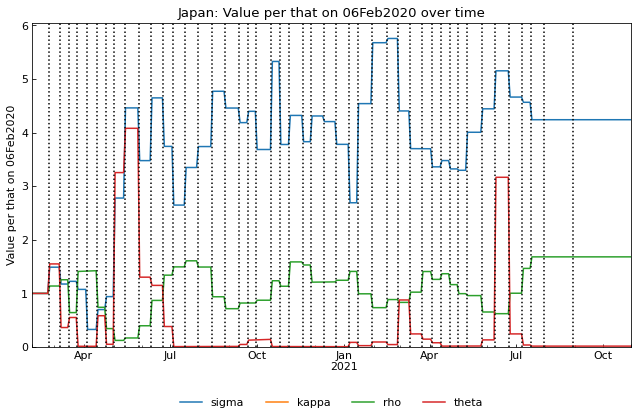 Japan: Value per that on 06Feb2020 over time
Value per that on 06Feb2020
6
5
4
3
2
1
0
Apr Jul Oct Jan Apr Jul Oct
2021
sigma kappa rho theta